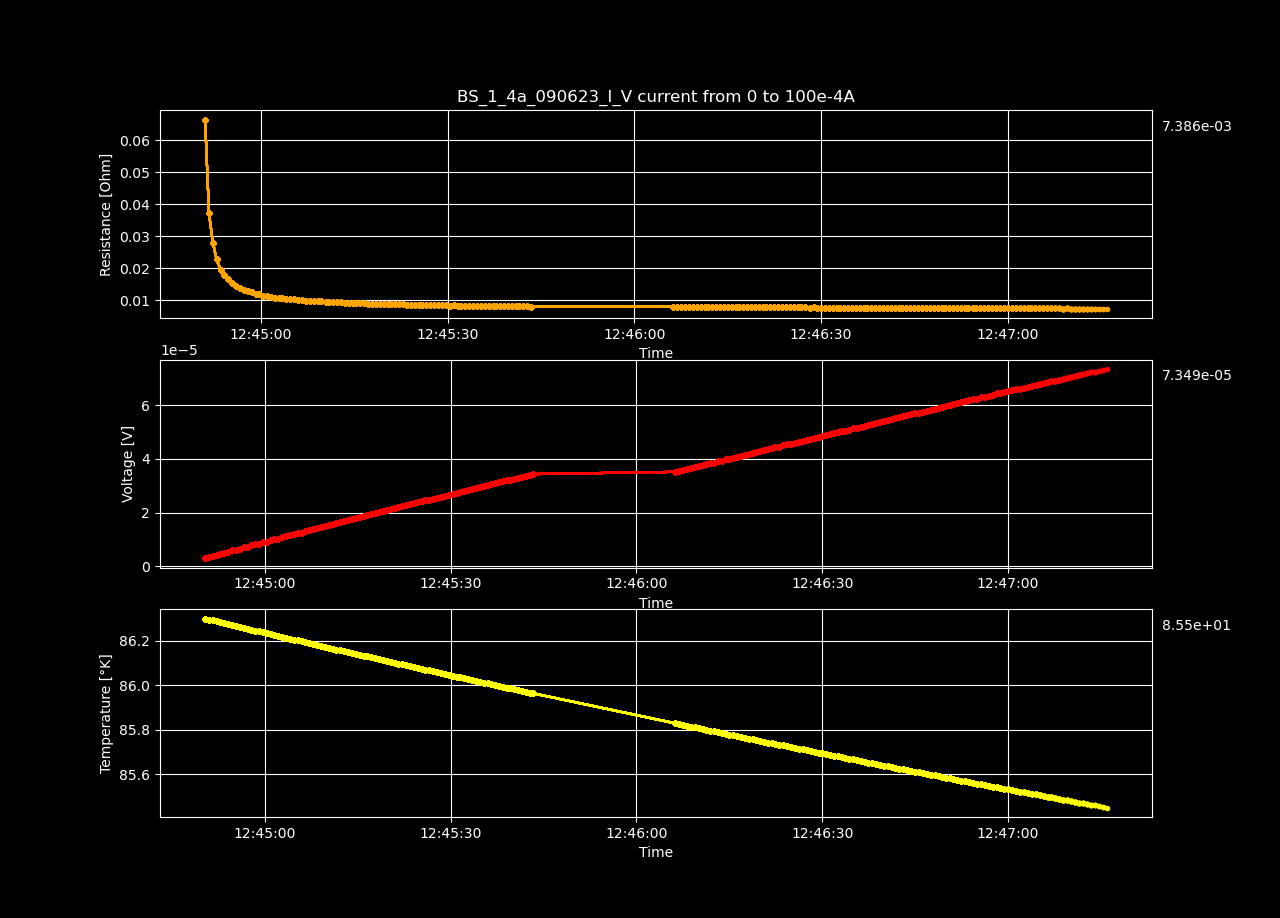 BS_1_4a_090623_I_V current from 0 to 100e-4A
7.386e-03
Resistance [Ohm]
0.06
0.05
0.04
0.03
0.02
0.01
12:45:00 12:45:30 12:46:00 12:46:30 12:47:00
Time
1e−5
7.349e-05
Voltage [V]
6
4
2
0
12:45:00 12:45:30 12:46:00 12:46:30 12:47:00
Time
8.55e+01
Temperature [°K]
86.2
86.0
85.8
85.6
12:45:00 12:45:30 12:46:00 12:46:30 12:47:00
Time